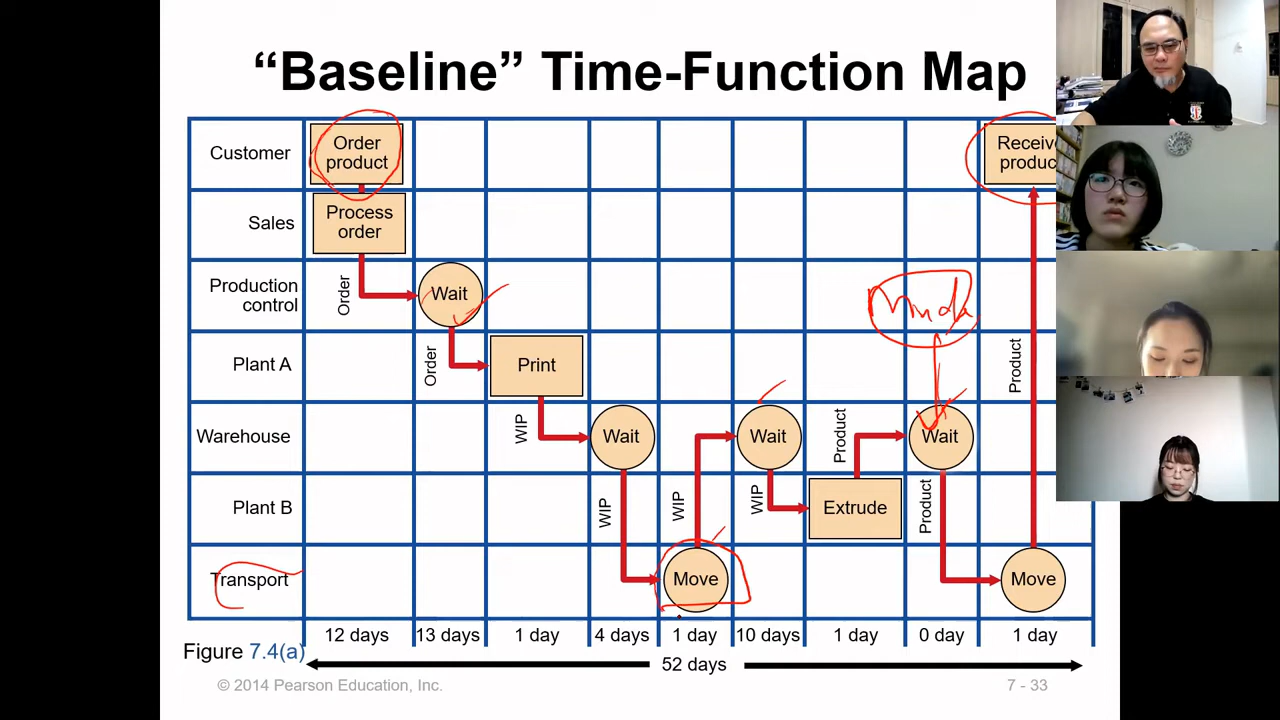 “Baseline” Time-Function Map
Customer
Order
product
Receive
produc
Sales
Process
order
Production
control
Order
Wait
Muda
Plant A
Order
Print
Product
Warehouse
WIP
Wait
Wait
Product
Wait
Plant B
WIP
WIP
WIP
Extrude
Product
Transport
Move
Move
12 days
13 days
1 day
4 days
1 day
10 days
1 day
0 day
1 day
Figure 7.4(a)
52 days
© 2014 Pearson Education, Inc.
7 - 33